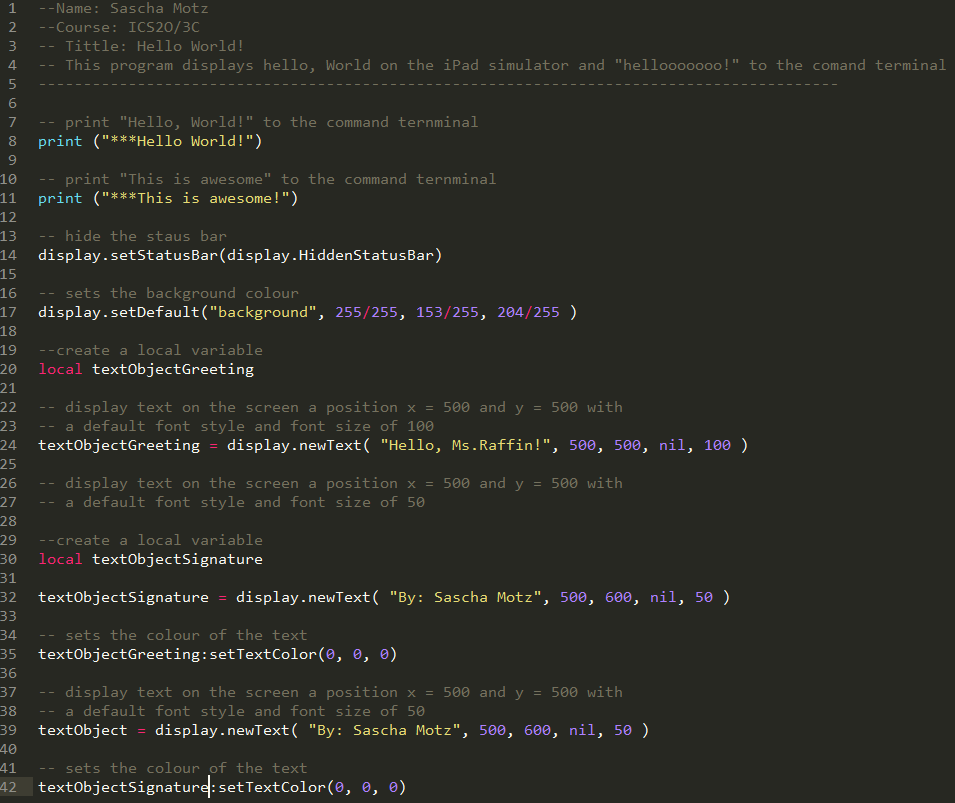 1 --Name: Sascha Motz
2 --Course: ICS2O/3C
3 -- Tittle: Hello World!
4 -- This program displays hello, World on the iPad simulator and "hellooooooo!" to the comand terminal
5 -----------------------------------------------------------------------------------------
6
7 -- print "Hello, World!" to the command ternminal
8 print ("***Hello World!")
9
10 -- print "This is awesome" to the command ternminal
11 print ("***This is awesome!")
12
13 -- hide the staus bar
14 display.setStatusBar(display.HiddenStatusBar)
15
16 -- sets the background colour
17 display.setDefault("background", 255/255, 153/255, 204/255 )
18
19 --create a local variable
20 local textObjectGreeting
21
22 -- display text on the screen a position x = 500 and y = 500 with
23 -- a default font style and font size of 100
24 textObjectGreeting = display.newText( "Hello, Ms.Raffin!", 500, 500, nil, 100 )
25
26 -- display text on the screen a position x = 500 and y = 500 with
27 -- a default font style and font size of 50
28
29 --create a local variable
30 local textObjectSignature
31
32 textObjectSignature = display.newText( "By: Sascha Motz", 500, 600, nil, 50 )
33
34 -- sets the colour of the text
35 textObjectGreeting:setTextColor(0, 0, 0)
36
37 -- display text on the screen a position x = 500 and y = 500 with
38 -- a default font style and font size of 50
39 textObject = display.newText( "By: Sascha Motz", 500, 600, nil, 50 )
40
41 -- sets the colour of the text
42 textObjectSignature:setTextColor(0, 0, 0)